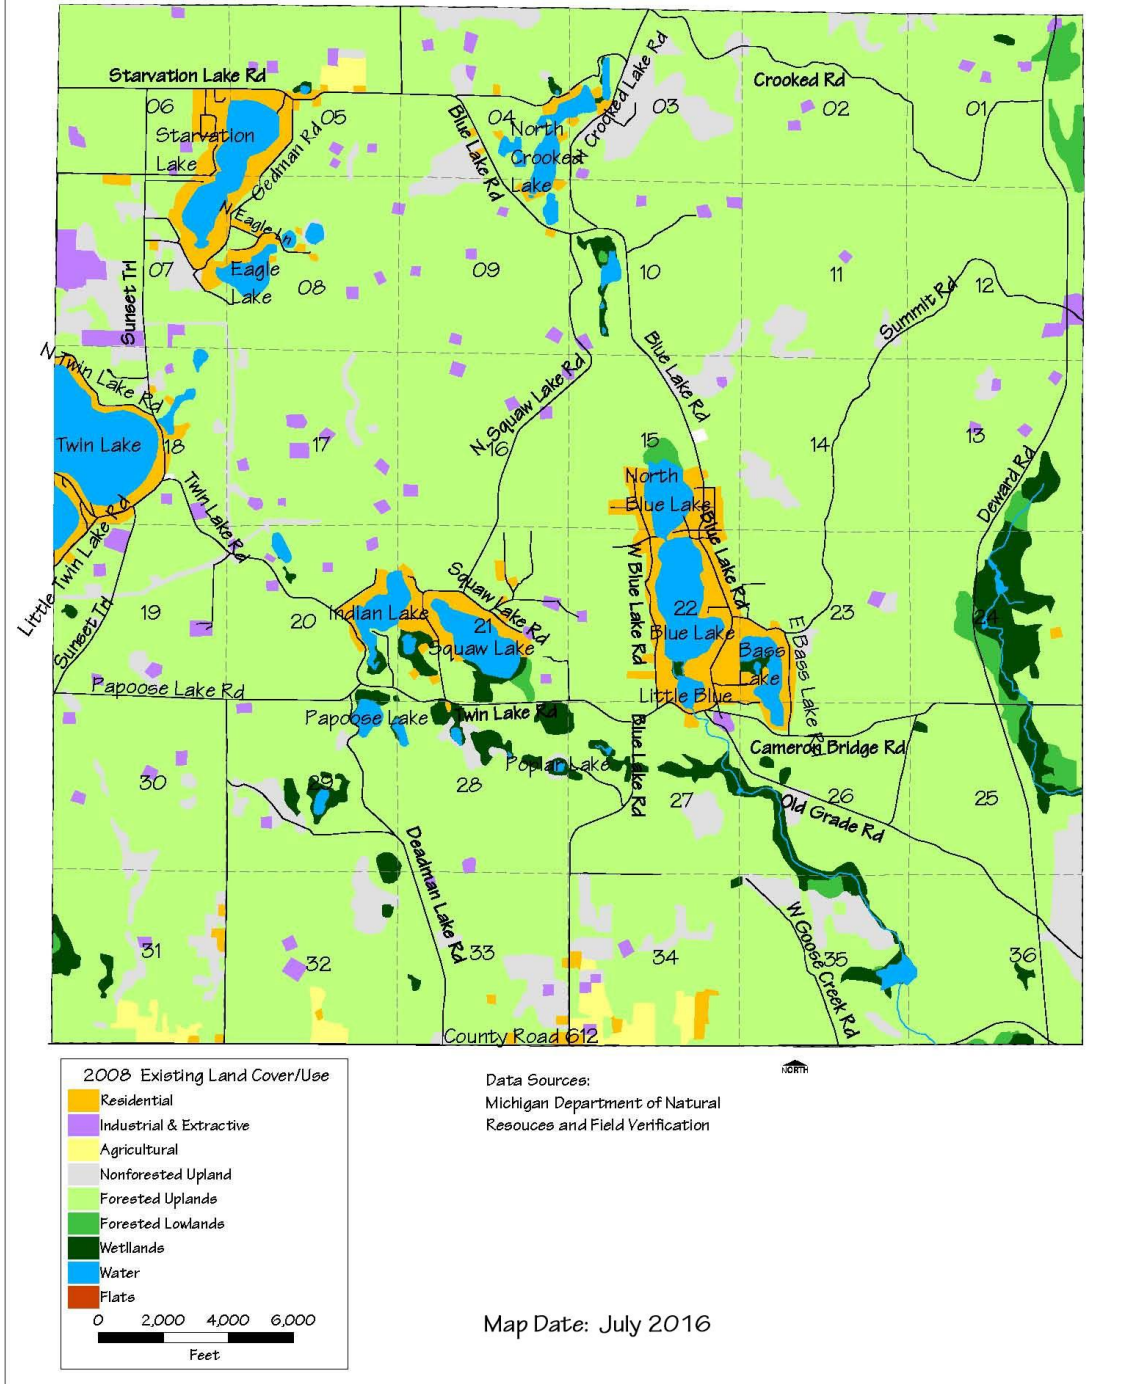 Starvation Lake Rd
Crooked Rd
N Crooked Lake Rd
06
05
04
03
02
01
Starvation
Lake
Gedman Rd
Blue Lake Rd
North
Crooked
Lake
N Eagle Ln
Eagle
Lake
07
08
09
10
11
12
Sunset Trl
Summit Rd
N Twin Lake Rd
N Squaw Lake Rd
Blue Lake Rd
Twin Lake
18
17
16
15
14
13
North
Blue Lake
Deward Rd
Twin Lake Rd
Little Twin Lake Rd
Sunset Trl
Blue Lake Rd
W Blue Lake Rd
Squaw Lake Rd
19
20
Indian Lake
21
Squaw Lake
22
Blue Lake
23
24
Bass
Lake
E Bass Lake Rd
Little Blue
Papoose Lake Rd
Papoose Lake
Twin Lake Rd
Blue Lake Rd
Cameron Bridge Rd
Poplar Lake
30
29
28
27
26
25
Old Grade Rd
Deadman Lake Rd
W Goose Creek Rd
31
32
33
34
35
36
County Road 612
NORTH
2008 Existing Land Cover/Use
Residential
Industrial & Extractive
Agricultural
Nonforested Upland
Forested Uplands
Forested Lowlands
Wetllands
Water
Flats
0 2,000 4,000 6,000
Feet
Data Sources:
Michigan Department of Natural
Resouces and Field Verification
Map Date: July 2016